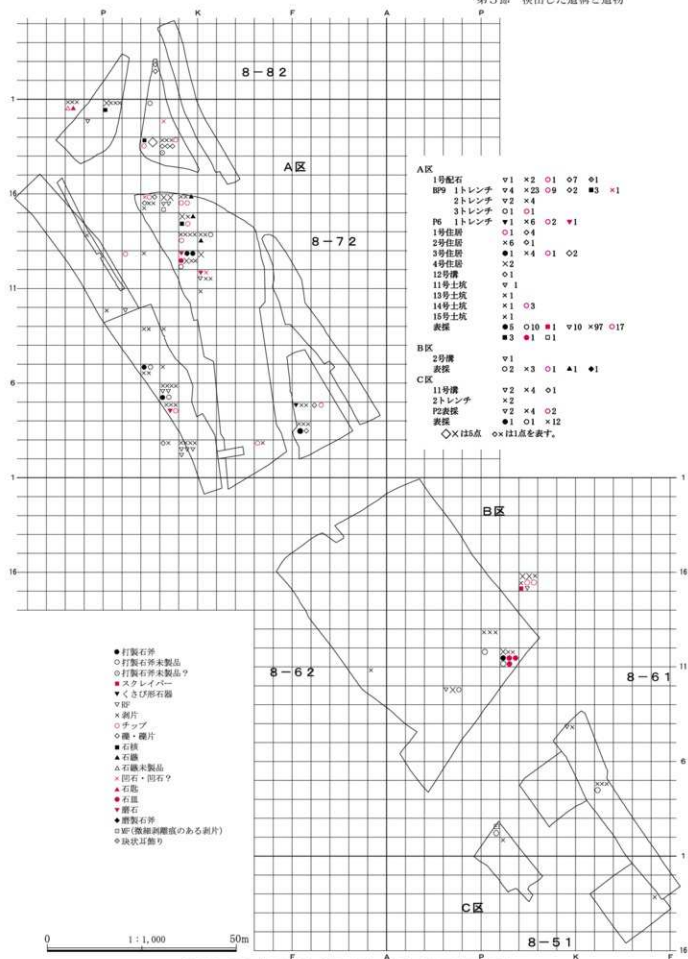 第3節 検出した遺構と遺物
P K F A P
8-82
1
A区
16
8-72
11
6
1
A区
1号配石 ▽1 ×2 ○1 ◇7 ◈1
BP9 1トレンチ ▽4 ×23 ○9 ◇2 ■3 ×1
2トレンチ ▽2 ×4
3トレンチ ○1 ○1
P6 1トレンチ ▼1 ×6 ○2 ▼1
1号住居 ○1 ◇4
2号住居 ×6 ◇1
3号住居 ●1 ×4 ○1 ◇2
4号住居 ×2
12号溝 ◇1
11号土坑 ▽ 1
13号土坑 ×1
14号土坑 ×1 ○3
15号土坑 ×1
表採 ●5 ○10 ■1 ▽10 ×97 ○17
■3 ●1 □1
B区
2号溝 ▽1
表採 ○2 ×3 ○1 ▲1 ◆1
C区
11号溝 ▽2 ×4 ◇1
2トレンチ ×2
P2表採 ▽2 ×4 ○2
表採 ●1 ○1 ×12
◇×は5点 ◇×は1点を表す。
1
B区
16 16
11
8-62
8-61
6
1
C区
8-51
16
● 打製石斧
○ 打製石斧未製品
◎ 打製石斧未製品?
■ スクレイパー
▼ くさび形石器
▽ RF
× 剥片
○ チップ
◇ 礫・礫片
■ 石核
▲ 石鏃
△ 石鏃未製品
× 凹石・凹石?
▲ 石匙
● 石皿
▼ 磨石
◆ 磨製石斧
□ MF(微細剥離痕のある剥片)
◈ 玦状耳飾り
0 1:1,000 50m
F A P K F